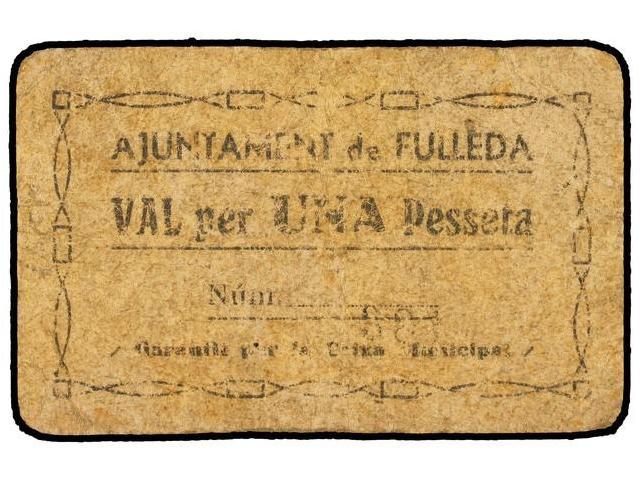 AJUNTAMENT de FULLEDA
VAL per UNA Pesseta
Núm.
Garantit per la Caixa Municipal